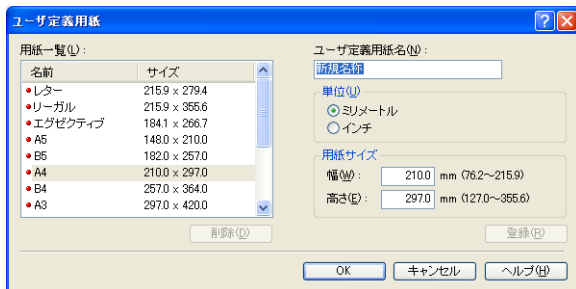 ユーザ定義用紙
用紙一覧(L):
名前 サイズ
レター 215.9 x 279.4
リーガル 215.9 x 355.6
エグゼクティブ 184.1 x 266.7
A5 148.0 x 210.0
B5 182.0 x 257.0
A4 210.0 x 297.0
B4 257.0 x 364.0
A3 297.0 x 420.0
削除(D)
ユーザ定義用紙名(N):
新規名称
単位(U)
ミリメートル
インチ
用紙サイズ
幅(W): 210.0 mm (76.2～215.9)
高さ(E): 297.0 mm (127.0～355.6)
登録(R)
OK キャンセル ヘルプ(H)